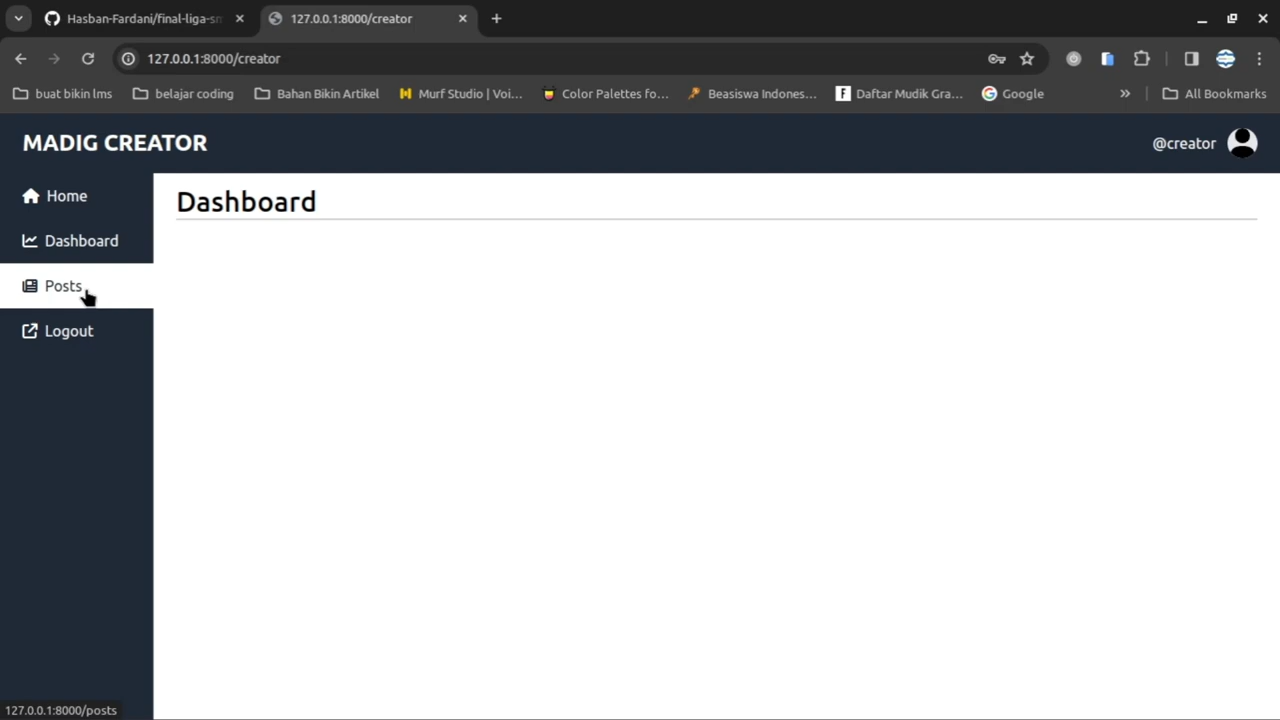 Hasban-Fardani/final-liga-sm
127.0.0.1:8000/creator
127.0.0.1:8000/creator
buat bikin lms
belajar coding
Bahan Bikin Artikel
Murf Studio | Voi...
Color Palettes fo...
Beasiswa Indones...
Daftar Mudik Gra...
Google
All Bookmarks
MADIG CREATOR
@creator
Home
Dashboard
Dashboard
Posts
Logout
127.0.0.1:8000/posts